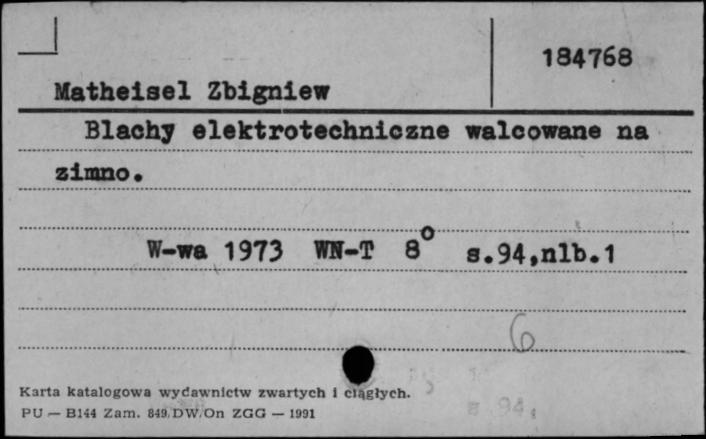 184768
Matheisel Zbigniew
Blachy elektrotechniczne walcowane na
zimno.
W-wa 1973 WN-T 8° s.94,nlb.1
6
Karta katalogowa wydawnictw zwartych i ciągłych.
PU — B144 Zam. 849/DW/On ZGG — 1991
s 94,